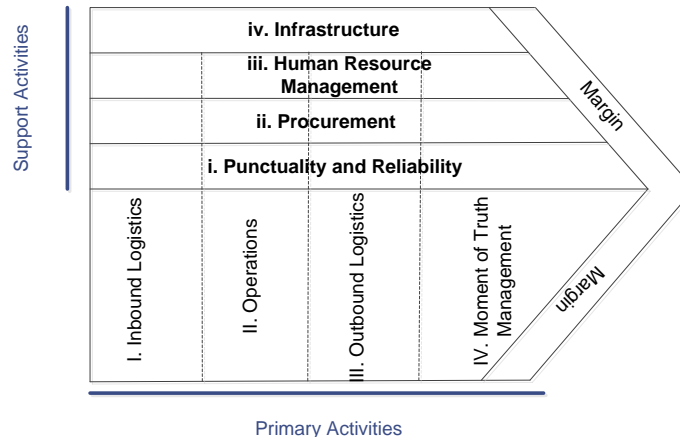 Support Activities
iv. Infrastructure
iii. Human Resource
Management
ii. Procurement
i. Punctuality and Reliability
Margin
I. Inbound Logistics
II. Operations
III. Outbound Logistics
IV. Moment of Truth
Management
Margin
Primary Activities